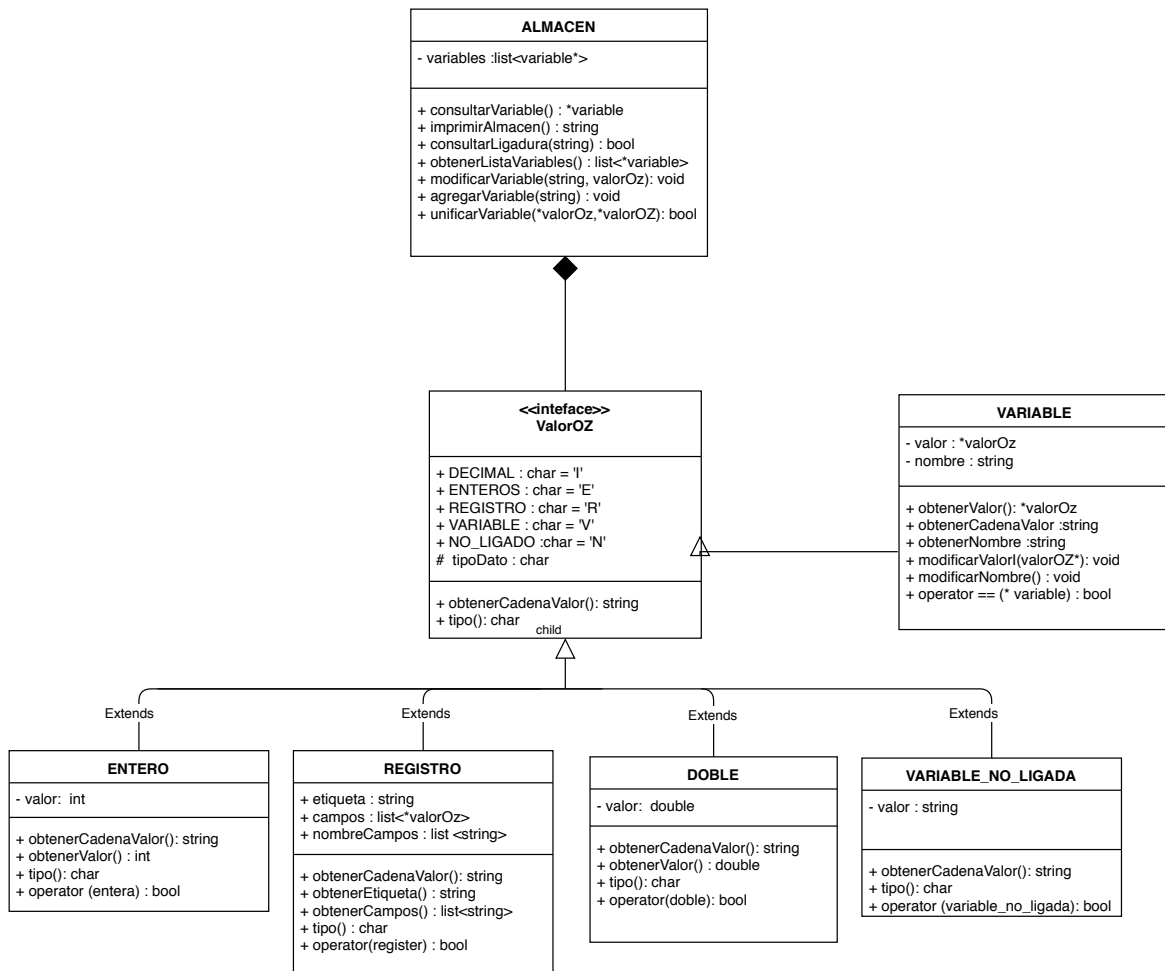 ALMACEN
- variables :list<variable*>
+ consultarVariable() : *variable
+ imprimirAlmacen() : string
+ consultarLigadura(string) : bool
+ obtenerListaVariables() : list<*variable>
+ modificarVariable(string, valorOz): void
+ agregarVariable(string) : void
+ unificarVariable(*valorOz,*valorOZ): bool
<<inteface>>
ValorOZ
+ DECIMAL : char = 'I'
+ ENTEROS : char = 'E'
+ REGISTRO : char = 'R'
+ VARIABLE : char = 'V'
+ NO_LIGADO :char = 'N'
# tipoDato : char
+ obtenerCadenaValor(): string
+ tipo(): char
child
VARIABLE
- valor : *valorOz
- nombre : string
+ obtenerValor(): *valorOz
+ obtenerCadenaValor :string
+ obtenerNombre :string
+ modificarValorI(valorOZ*): void
+ modificarNombre() : void
+ operator == (* variable) : bool
Extends
Extends
Extends
Extends
ENTERO
- valor: int
+ obtenerCadenaValor(): string
+ obtenerValor() : int
+ tipo(): char
+ operator (entera) : bool
REGISTRO
+ etiqueta : string
+ campos : list<*valorOz>
+ nombreCampos : list <string>
+ obtenerCadenaValor(): string
+ obtenerEtiqueta() : string
+ obtenerCampos() : list<string>
+ tipo() : char
+ operator(register) : bool
DOBLE
- valor: double
+ obtenerCadenaValor(): string
+ obtenerValor() : double
+ tipo(): char
+ operator(doble): bool
VARIABLE_NO_LIGADA
- valor : string
+ obtenerCadenaValor(): string
+ tipo(): char
+ operator (variable_no_ligada): bool